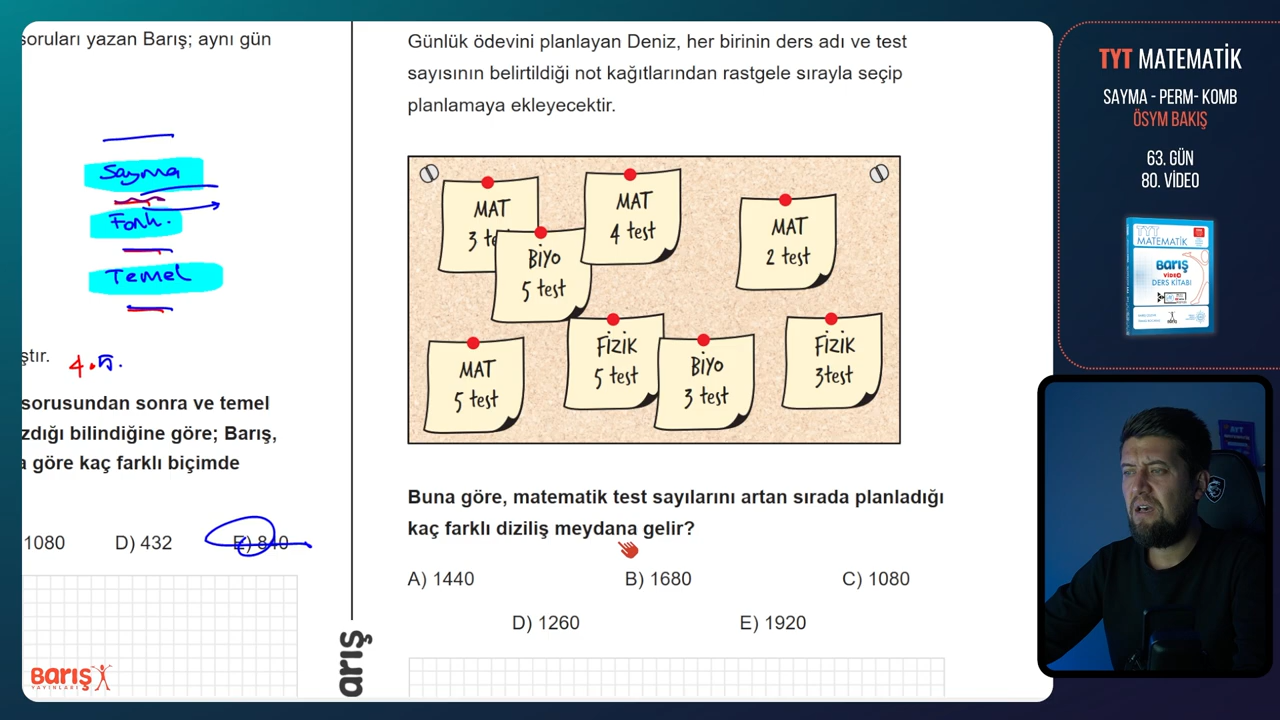 soruları yazan Barış; aynı gün
Sayma
Fonk.
Temel
ştır.
4.5.
sorusundan sonra ve temel
zdığı bilindiğine göre; Barış,
göre kaç farklı biçimde
1080
D) 432
E) 840
BARIŞ
YAYINLARI
arış
Günlük ödevini planlayan Deniz, her birinin ders adı ve test
sayısının belirtildiği not kağıtlarından rastgele sırayla seçip
planlamaya ekleyecektir.
MAT
3 te
BİYO
5 test
MAT
4 test
MAT
2 test
MAT
5 test
FİZİK
5 test
BİYO
3 test
FİZİK
3test
Buna göre, matematik test sayılarını artan sırada planladığı
kaç farklı diziliş meydana gelir?
A) 1440
B) 1680
C) 1080
D) 1260
E) 1920
TYT MATEMATİK
SAYMA - PERM- KOMB
ÖSYM BAKIŞ
63. GÜN
80. VİDEO
TYT
MATEMATİK
BARIŞ
VİDEO
DERS KİTABI